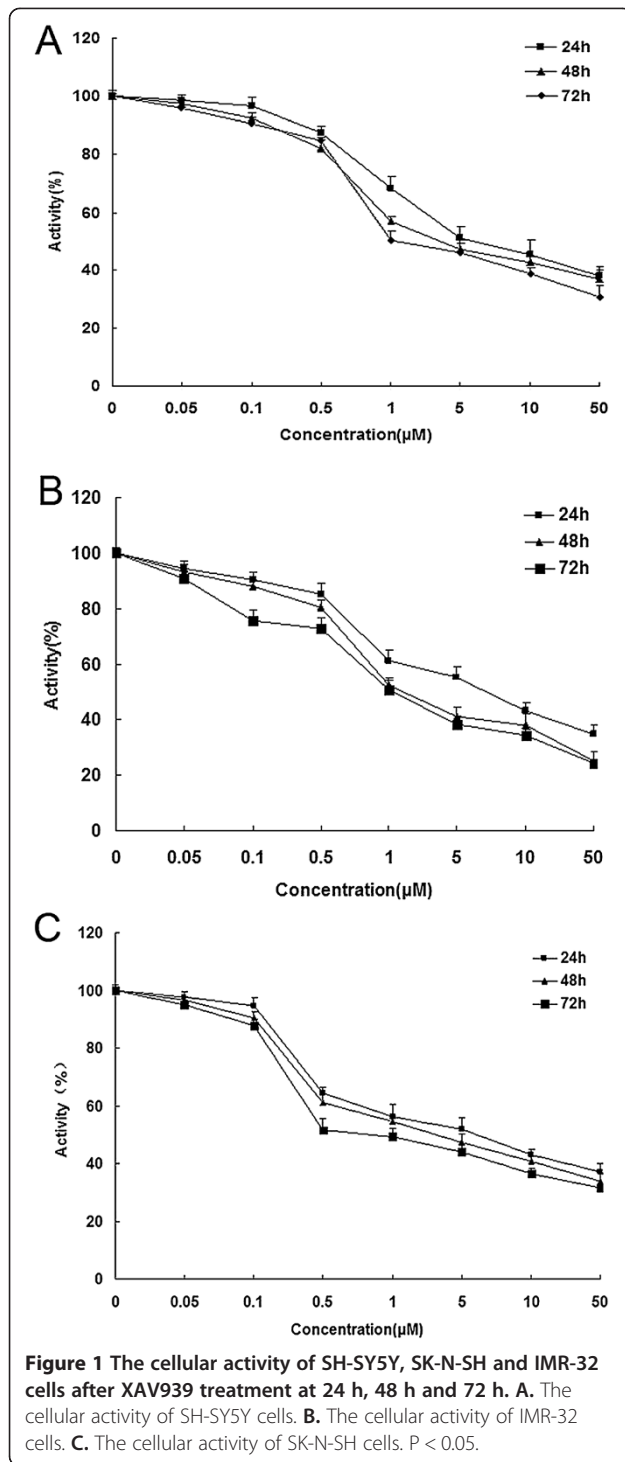 A
120
100
80
60
40
20
0
Activity(%)
24h
48h
72h
0 0.05 0.1 0.5 1 5 10 50
Concentration(µM)
B
120
100
80
60
40
20
0
Activity(%)
24h
48h
72h
0 0.05 0.1 0.5 1 5 10 50
Concentration(µM)
C
120
100
80
60
40
20
0
Activity (%)
24h
48h
72h
0 0.05 0.1 0.5 1 5 10 50
Concentration(µM)
Figure 1 The cellular activity of SH-SY5Y, SK-N-SH and IMR-32
cells after XAV939 treatment at 24 h, 48 h and 72 h. A. The
cellular activity of SH-SY5Y cells. B. The cellular activity of IMR-32
cells. C. The cellular activity of SK-N-SH cells. P < 0.05.